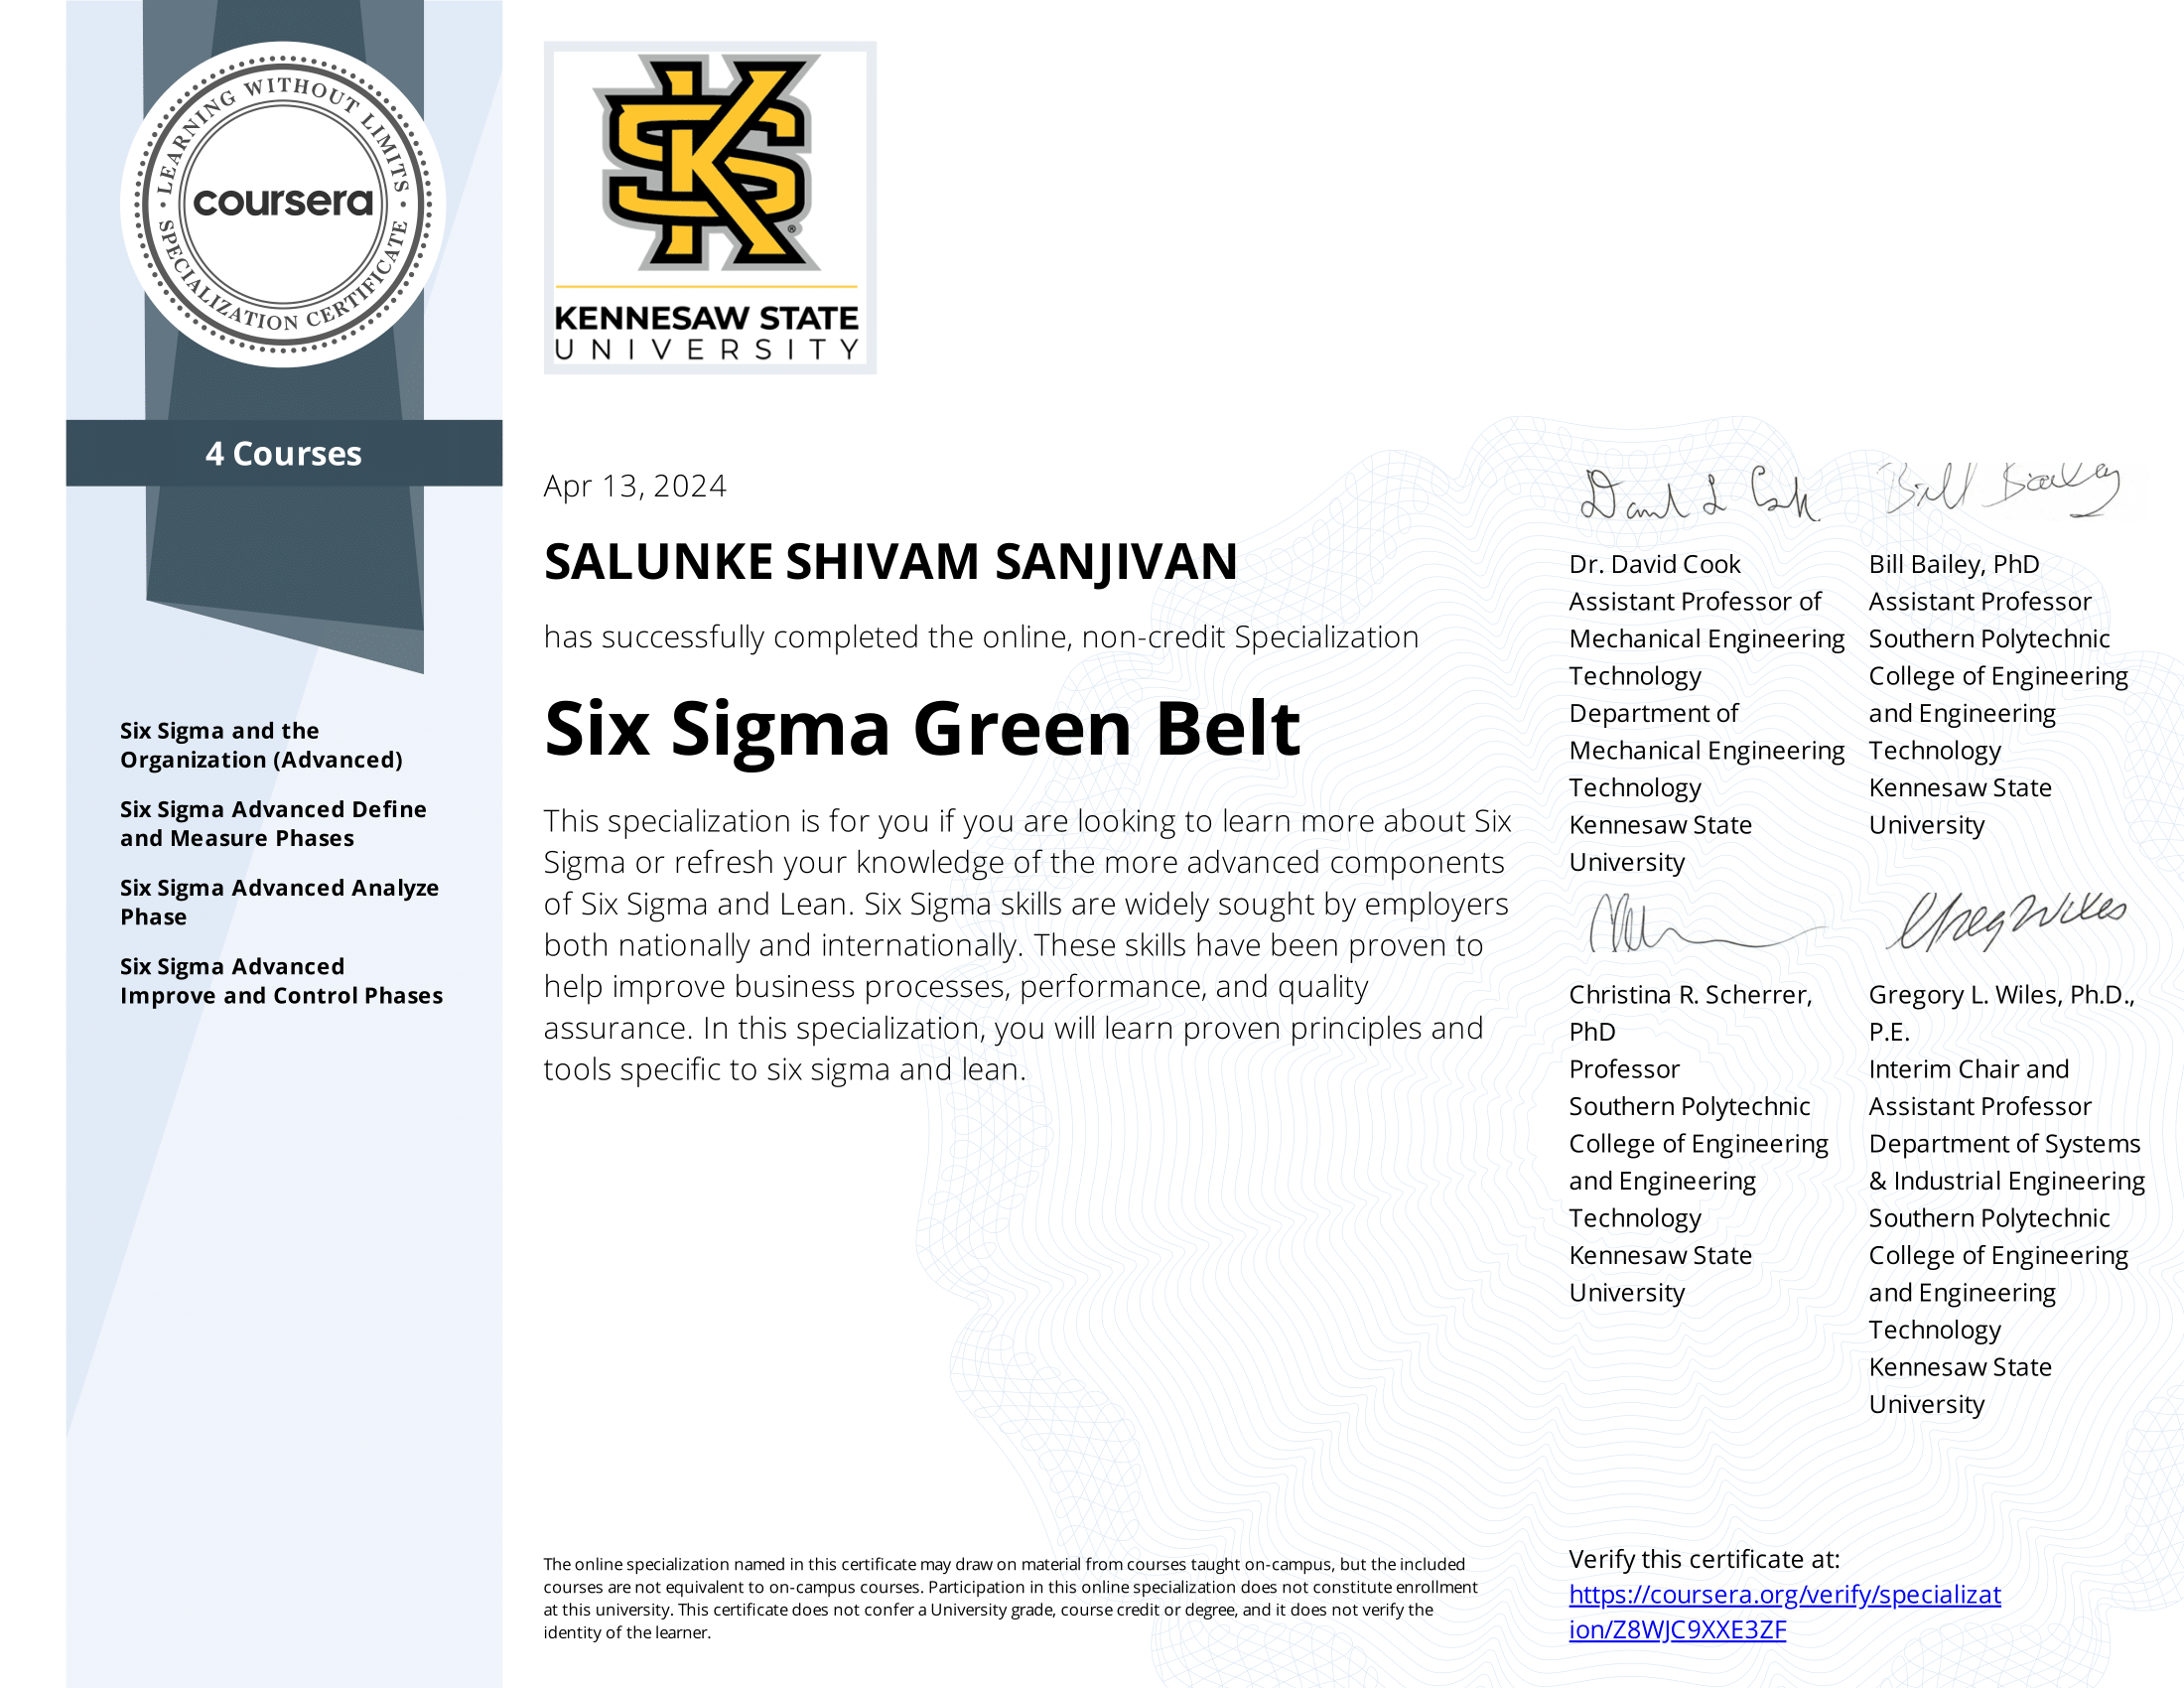 LEARNING WITHOUT LIMITS
coursera
SPECIALIZATION CERTIFICATE
4 Courses
Six Sigma and the
Organization (Advanced)
Six Sigma Advanced Define
and Measure Phases
Six Sigma Advanced Analyze
Phase
Six Sigma Advanced
Improve and Control Phases
KS
®
KENNESAW STATE
UNIVERSITY
Apr 13, 2024
SALUNKE SHIVAM SANJIVAN
has successfully completed the online, non-credit Specialization
Six Sigma Green Belt
This specialization is for you if you are looking to learn more about Six
Sigma or refresh your knowledge of the more advanced components
of Six Sigma and Lean. Six Sigma skills are widely sought by employers
both nationally and internationally. These skills have been proven to
help improve business processes, performance, and quality
assurance. In this specialization, you will learn proven principles and
tools specific to six sigma and lean.
The online specialization named in this certificate may draw on material from courses taught on-campus, but the included
courses are not equivalent to on-campus courses. Participation in this online specialization does not constitute enrollment
at this university. This certificate does not confer a University grade, course credit or degree, and it does not verify the
identity of the learner.
David L Cook
Dr. David Cook
Assistant Professor of
Mechanical Engineering
Technology
Department of
Mechanical Engineering
Technology
Kennesaw State
University
Bill Bailey
Bill Bailey, PhD
Assistant Professor
Southern Polytechnic
College of Engineering
and Engineering
Technology
Kennesaw State
University
Christina R. Scherrer,
PhD
Professor
Southern Polytechnic
College of Engineering
and Engineering
Technology
Kennesaw State
University
Greg Wiles
Gregory L. Wiles, Ph.D.,
P.E.
Interim Chair and
Assistant Professor
Department of Systems
& Industrial Engineering
Southern Polytechnic
College of Engineering
and Engineering
Technology
Kennesaw State
University
Verify this certificate at:
https://coursera.org/verify/specializat
ion/Z8WJC9XXE3ZF